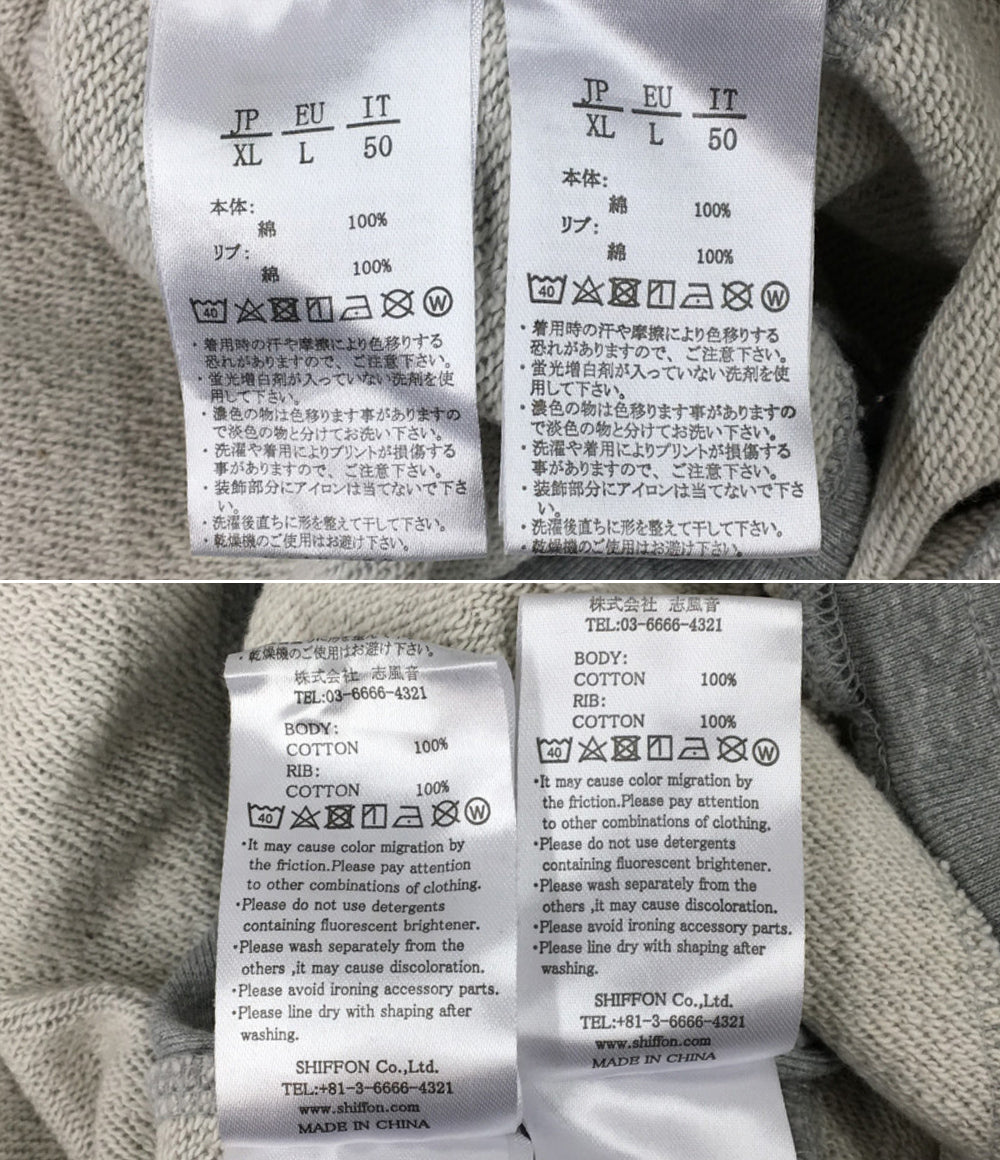 JP EU IT
XL L 50
本体:
綿 100%
リブ:
綿 100%
40 W
・着用時の汗や摩擦により色移りする
恐れがありますので、ご注意下さい。
・蛍光増白剤が入っていない洗剤を使
用して下さい。
・濃色の物は色移ります事がありますの
で淡色の物と分けてお洗い下さい。
・洗濯や着用によりプリントが損傷する
事がありますので、ご注意下さい。
・装飾部分にアイロンは当てないで下さ
い。
・洗濯後直ちに形を整えて干して下さい。
・乾燥機のご使用はお避け下さい。
JP EU IT
XL L 50
本体:
綿 100%
リブ:
綿 100%
40 W
・着用時の汗や摩擦により色移りする
恐れがありますので、ご注意下さい。
・蛍光増白剤が入っていない洗剤を使
用して下さい。
・濃色の物は色移ります事がありますの
で淡色の物と分けてお洗い下さい。
・洗濯や着用によりプリントが損傷する
事がありますので、ご注意下さい。
・装飾部分にアイロンは当てないで下さ
い。
・洗濯後直ちに形を整えて干して下さい。
・乾燥機のご使用はお避け下さい。
・乾燥機のご使用はお避け下さい。
株式会社 志風音
TEL:03-6666-4321
BODY:
COTTON 100%
RIB:
COTTON 100%
40 W
・It may cause color migration by
the friction.Please pay attention
to other combinations of clothing.
・Please do not use detergents
containing fluorescent brightener.
・Please wash separately from the
others ,it may cause discoloration.
・Please avoid ironing accessory parts.
・Please line dry with shaping after
washing.
SHIFFON Co.,Ltd.
TEL:+81-3-6666-4321
www.shiffon.com
MADE IN CHINA
株式会社 志風音
TEL:03-6666-4321
BODY:
COTTON 100%
RIB:
COTTON 100%
40 W
・It may cause color migration by
the friction.Please pay attention
to other combinations of clothing.
・Please do not use detergents
containing fluorescent brightener.
・Please wash separately from the
others ,it may cause discoloration.
・Please avoid ironing accessory parts.
・Please line dry with shaping after
washing.
SHIFFON Co.,Ltd.
TEL:+81-3-6666-4321
www.shiffon.com
MADE IN CHINA